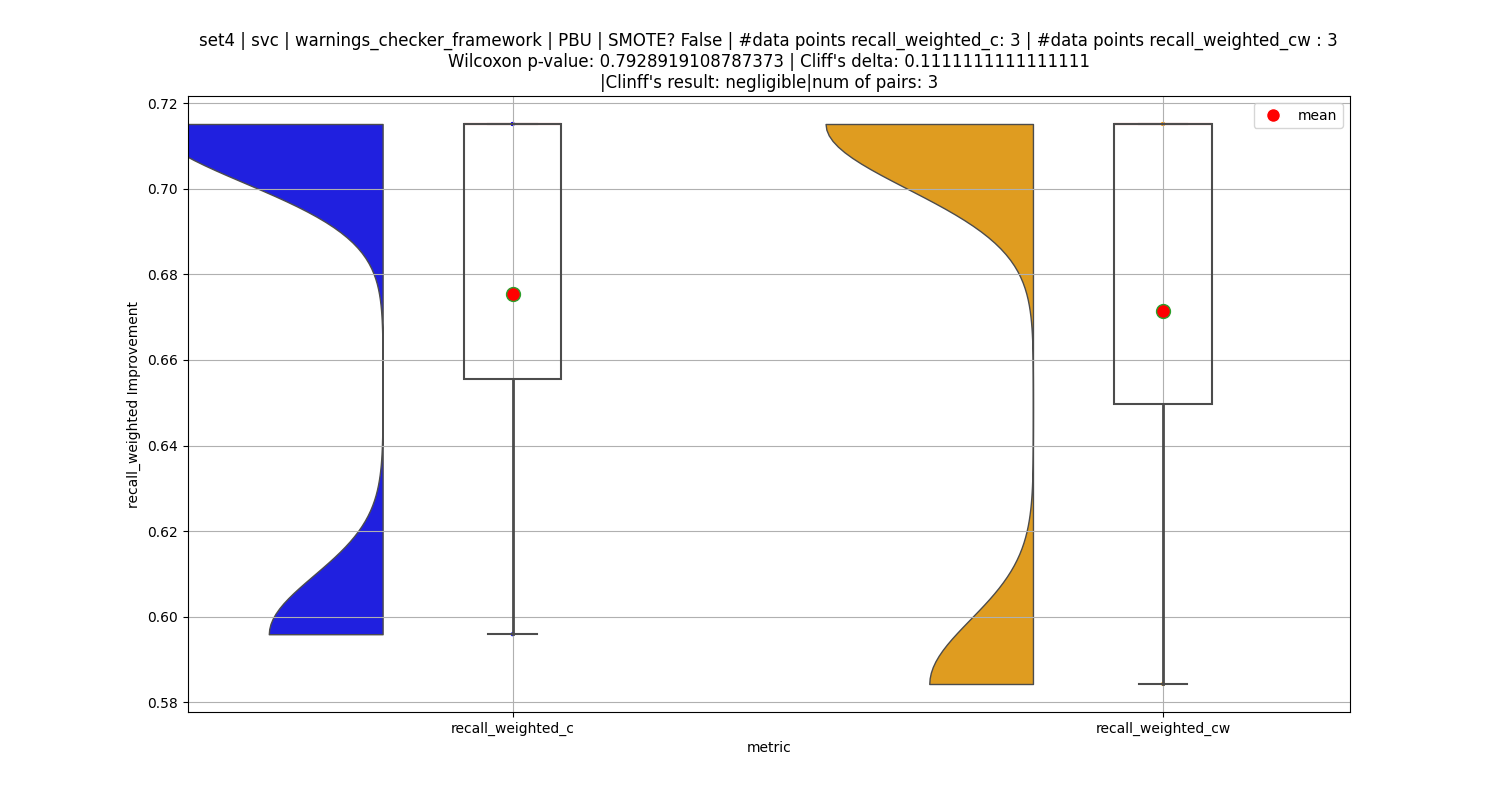 set4 | svc | warnings_checker_framework | PBU | SMOTE? False | #data points recall_weighted_c: 3 | #data points recall_weighted_cw : 3
Wilcoxon p-value: 0.7928919108787373 | Cliff's delta: 0.1111111111111111
|Clinff's result: negligible|num of pairs: 3
mean
recall_weighted Improvement
0.72
0.70
0.68
0.66
0.64
0.62
0.60
0.58
recall_weighted_c
recall_weighted_cw
metric